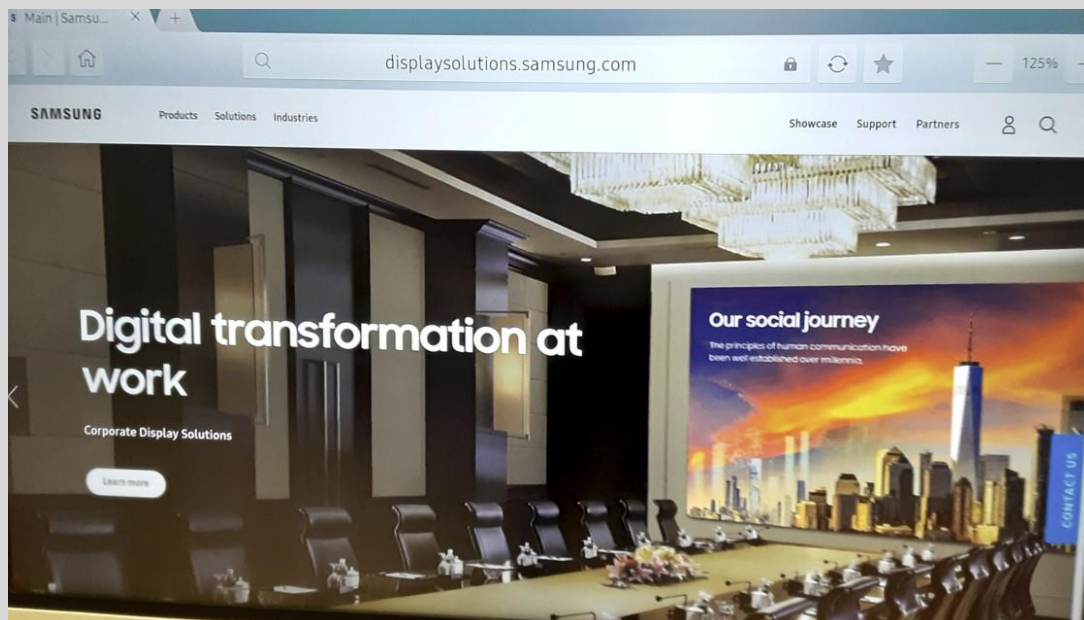 Main | Samsu...
displaysolutions.samsung.com
125%
SAMSUNG
Products Solutions Industries
Showcase Support Partners
Our social journey
The principles of human communication have
been well established over millennia.
Digital transformation at
work
Corporate Display Solutions
Learn more
CONTACT US